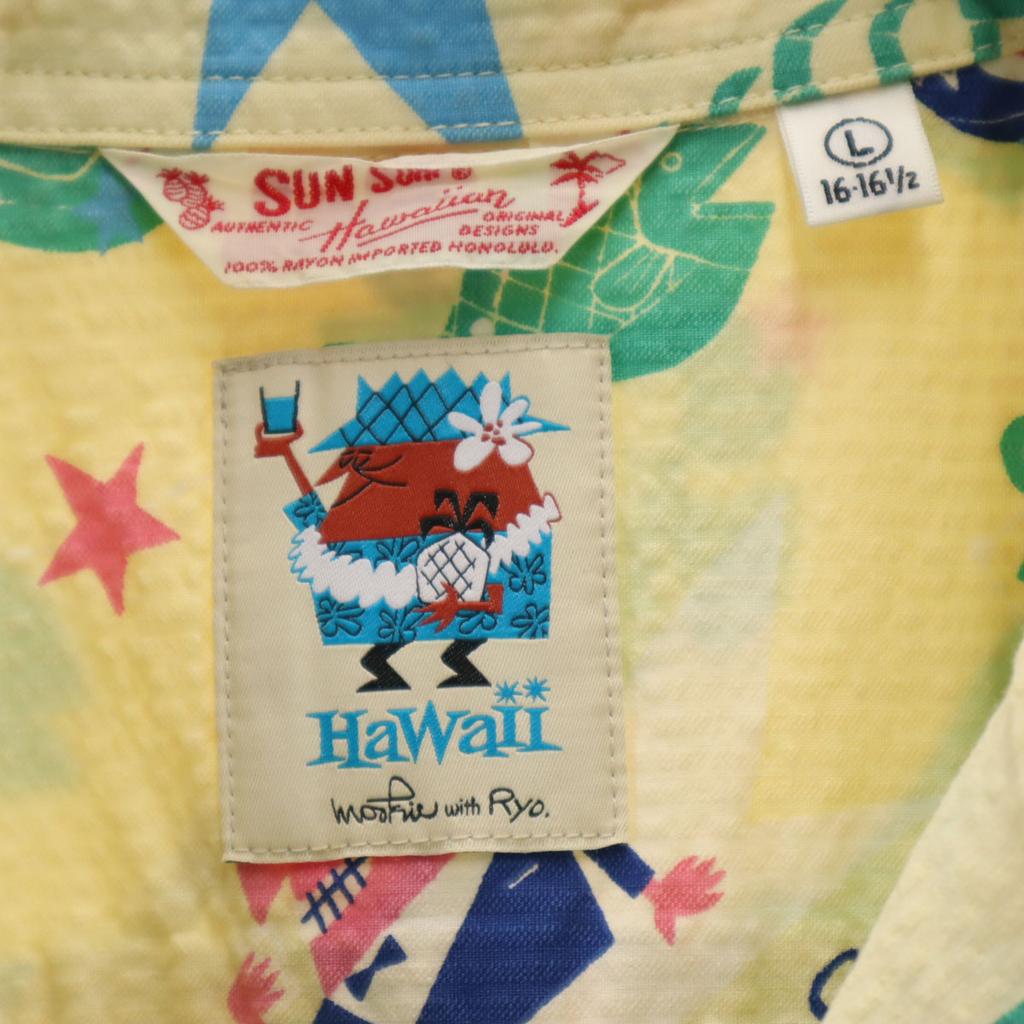 SUN SURF®
Hawaiian
AUTHENTIC
ORIGINAL
DESIGNS
100% RAYON IMPORTED HONOLULU.
L
16-16½
HaWaii
mookie with Ryo.